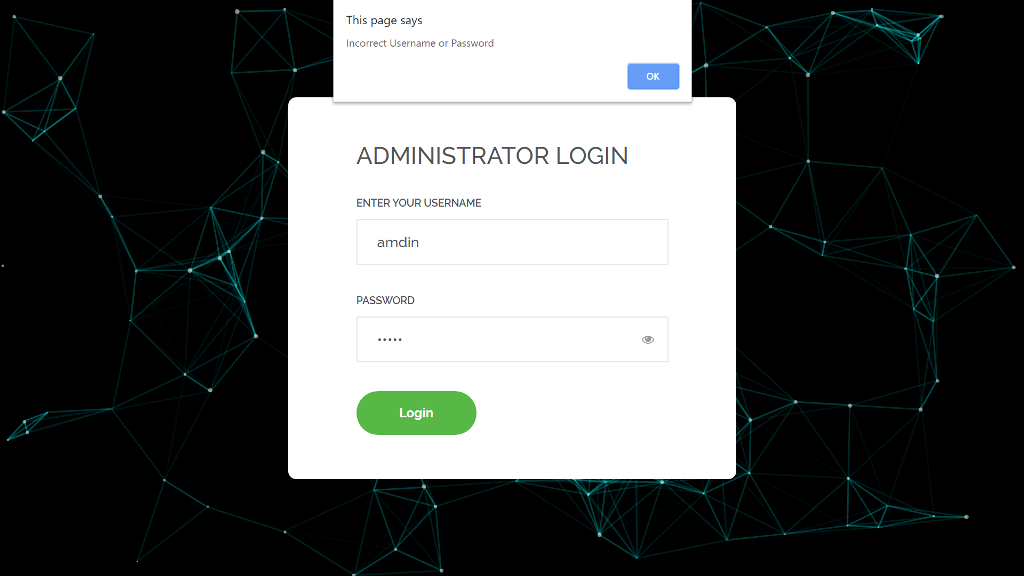 This page says
Incorrect Username or Password
OK
ADMINISTRATOR LOGIN
ENTER YOUR USERNAME
amdin
PASSWORD
•••••
Login